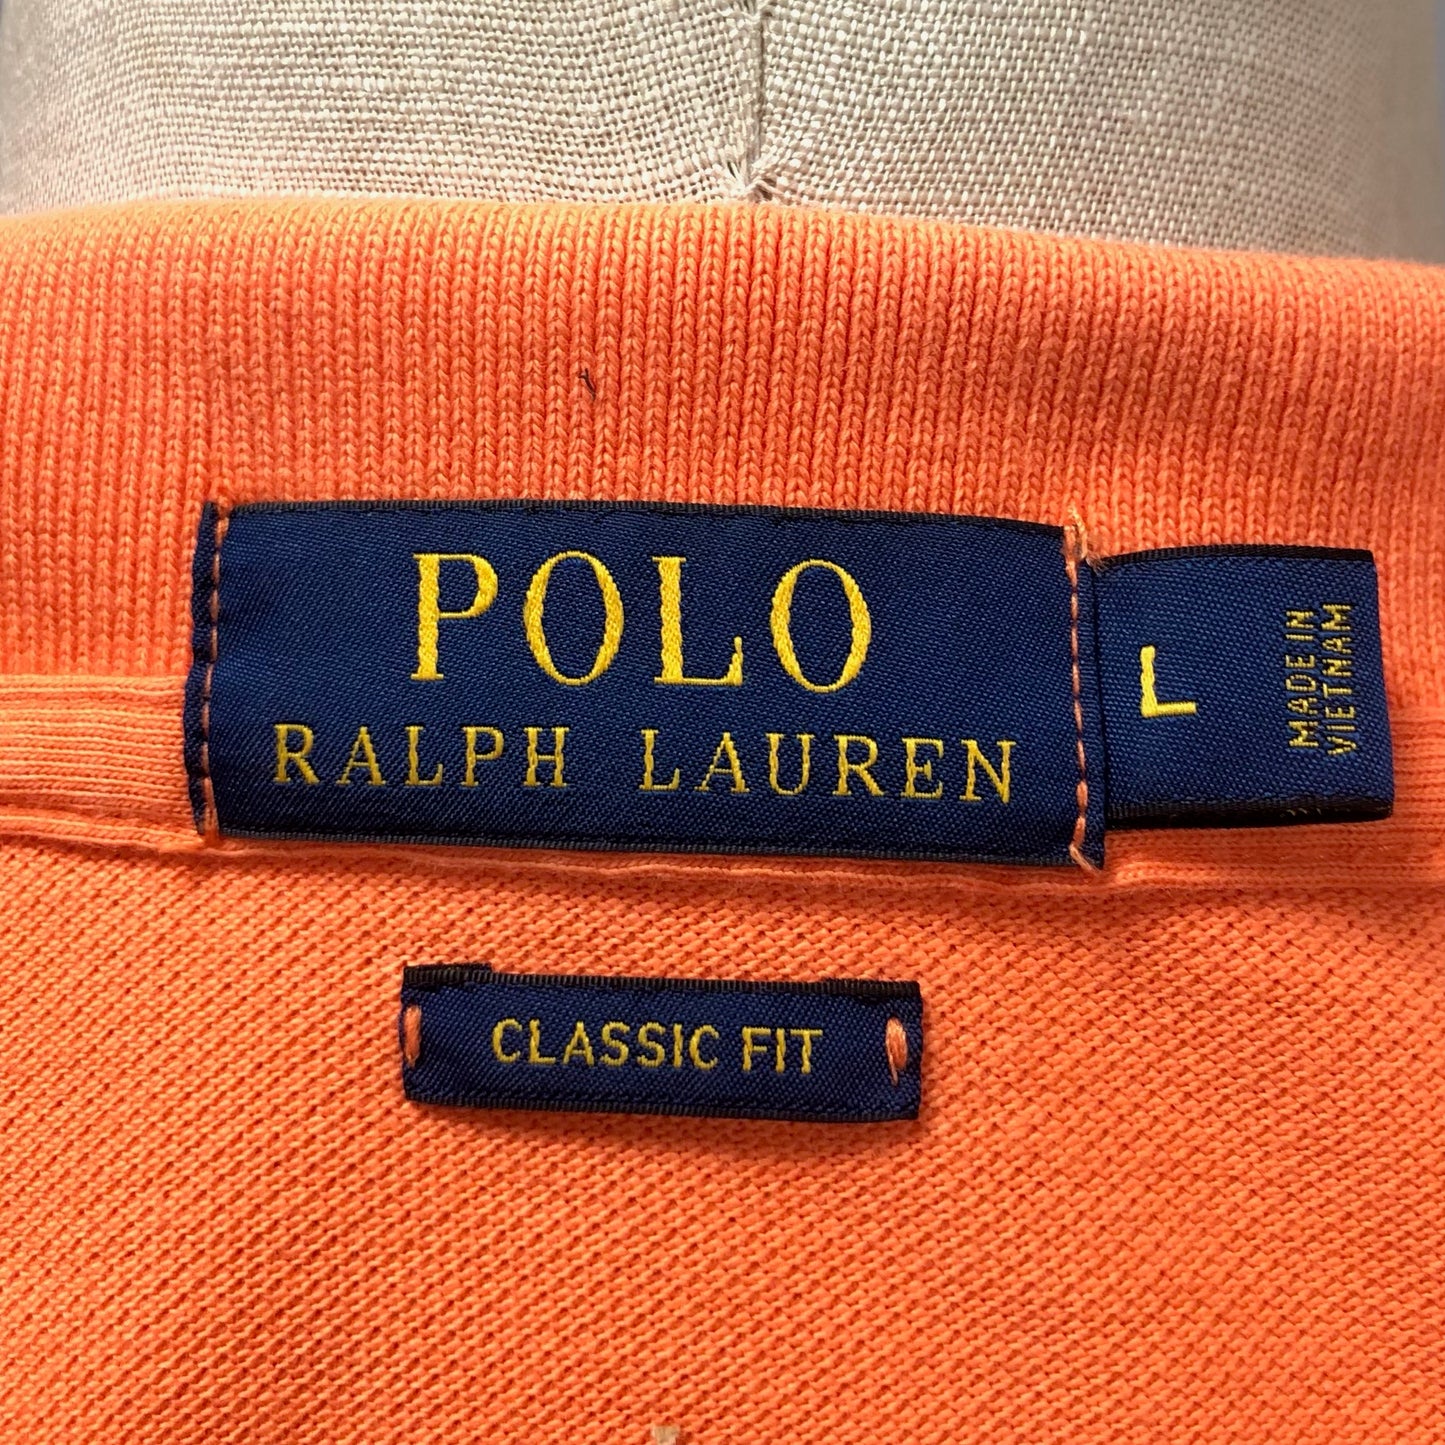 POLO
RALPH LAUREN
L
MADE IN
VIETNAM
CLASSIC FIT